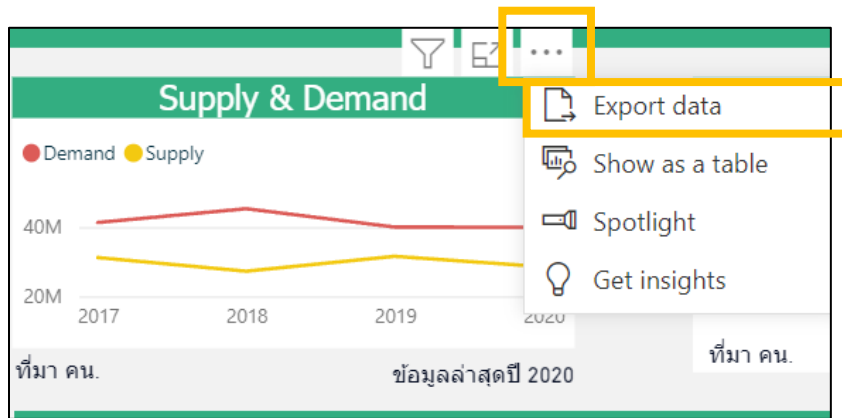 Supply & Demand
Demand Supply
40M
20M
2017 2018 2019 2020
ที่มา คน.
ข้อมูลล่าสุดปี 2020
Export data
Show as a table
Spotlight
Get insights
ที่มา คน.